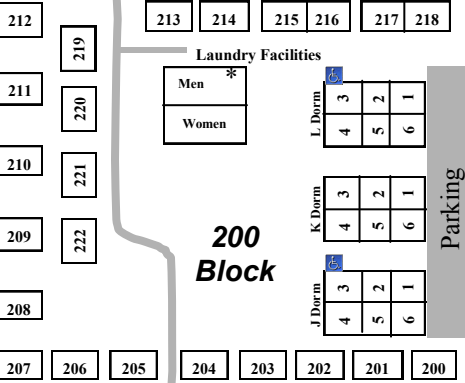 212
213
214
215
216
217
218
219
Laundry Facilities
Men *
Women
211
220
L Dorm
3 2 1
4 5 6
210
221
K Dorm
3 2 1
4 5 6
Parking
209
222
200
Block
J Dorm
3 2 1
4 5 6
208
207
206
205
204
203
202
201
200